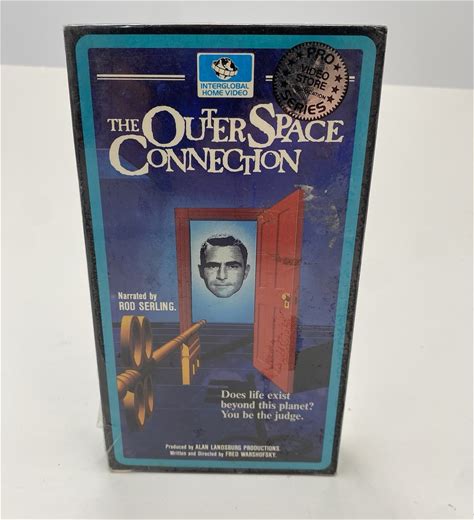 INTERGLOBAL
HOME VIDEO
PRO
VIDEO
STORE
SERIES
THE OUTER SPACE
CONNECTION
Narrated by
ROD SERLING.
Does life exist
beyond this planet?
You be the judge.
Produced by ALAN LANDSBURG PRODUCTIONS.
Written and Directed by FRED WARSHOFSKY.